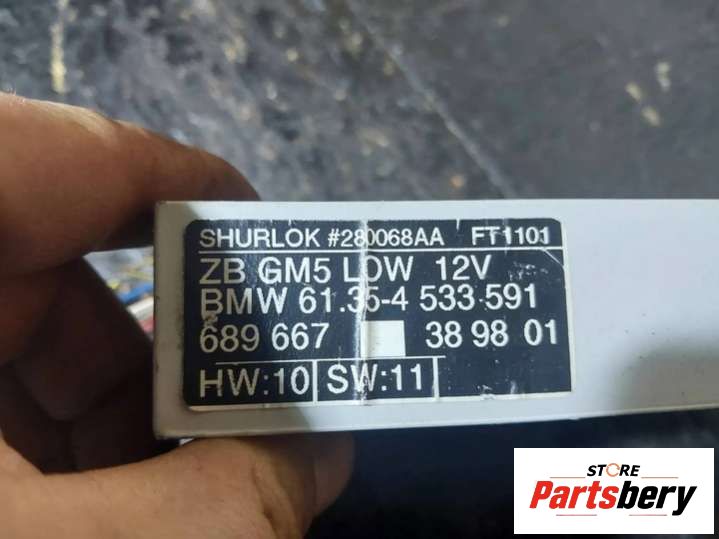 SHURLOK #280068AA FT1101
ZB GM5 LOW 12V
BMW 61.35-4 533 591
689 667 38 98 01
HW:10 SW:11
STORE
Partsbery